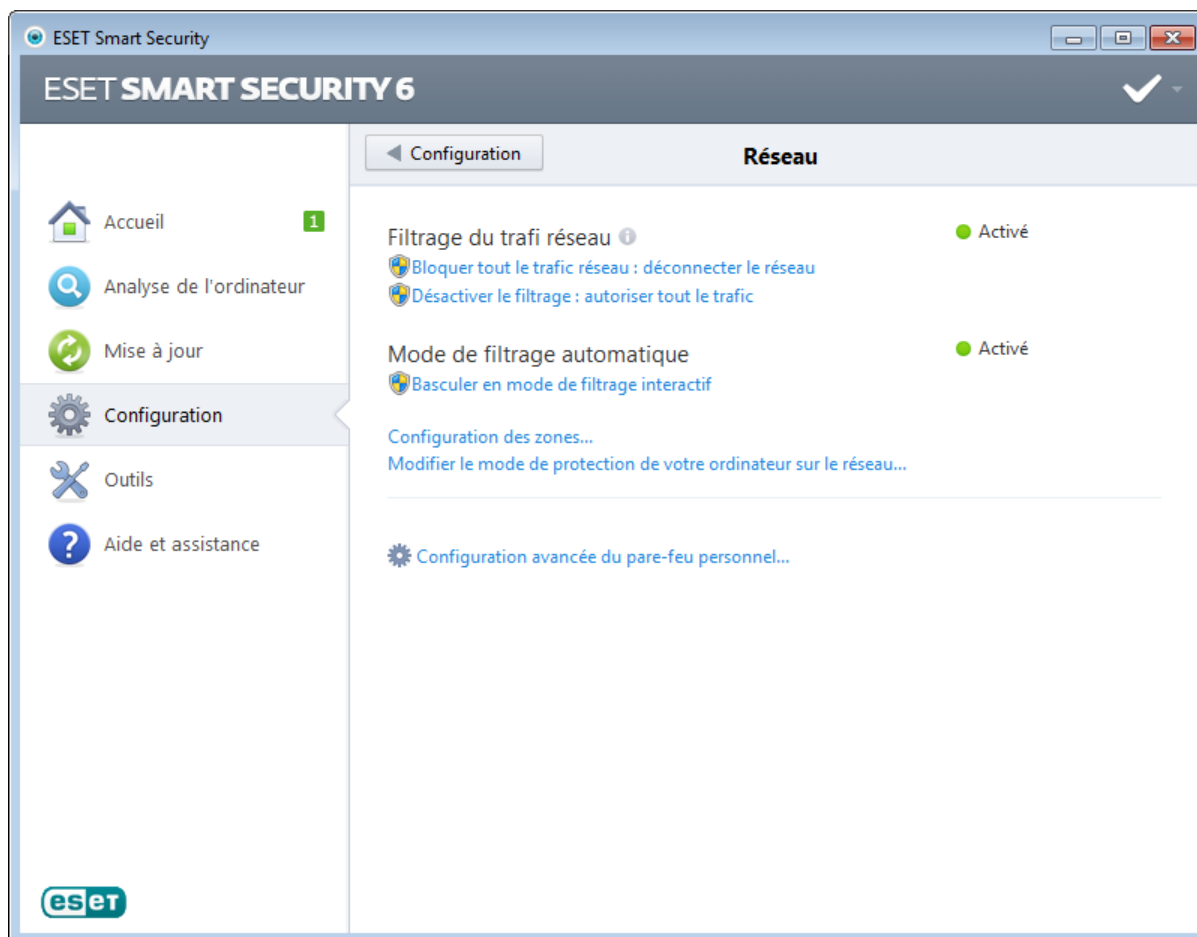 ESET Smart Security
ESET SMART SECURITY 6
Configuration
Réseau
Accueil 1
Analyse de l'ordinateur
Mise à jour
Configuration
Outils
Aide et assistance
Filtrage du trafi réseau
Activé
Bloquer tout le trafic réseau : déconnecter le réseau
Désactiver le filtrage : autoriser tout le trafic
Mode de filtrage automatique
Activé
Basculer en mode de filtrage interactif
Configuration des zones...
Modifier le mode de protection de votre ordinateur sur le réseau...
Configuration avancée du pare-feu personnel...
eseT